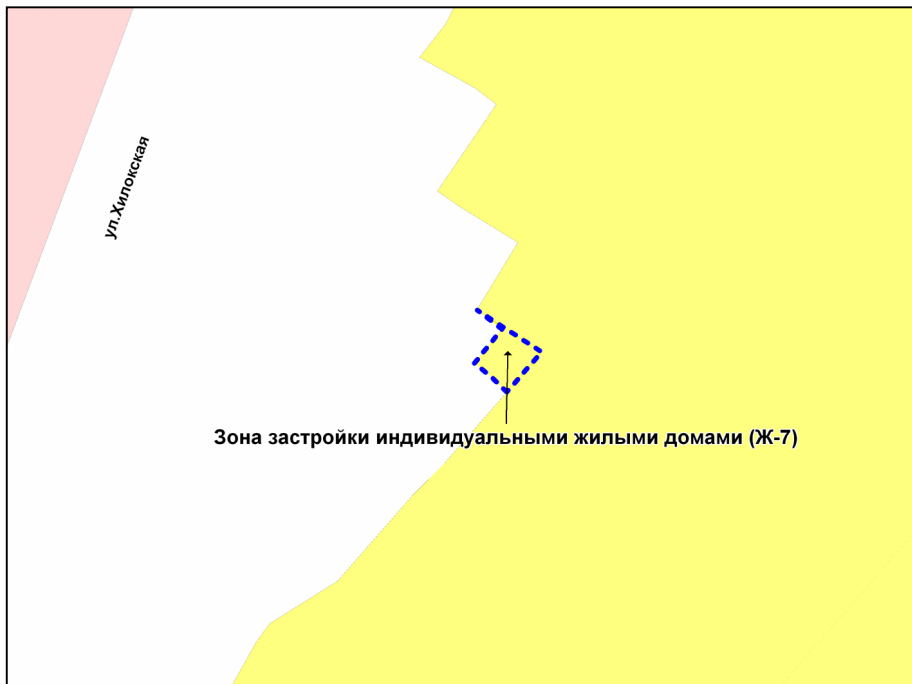 ул.Хилокская
Зона застройки индивидуальными жилыми домами (Ж-7)